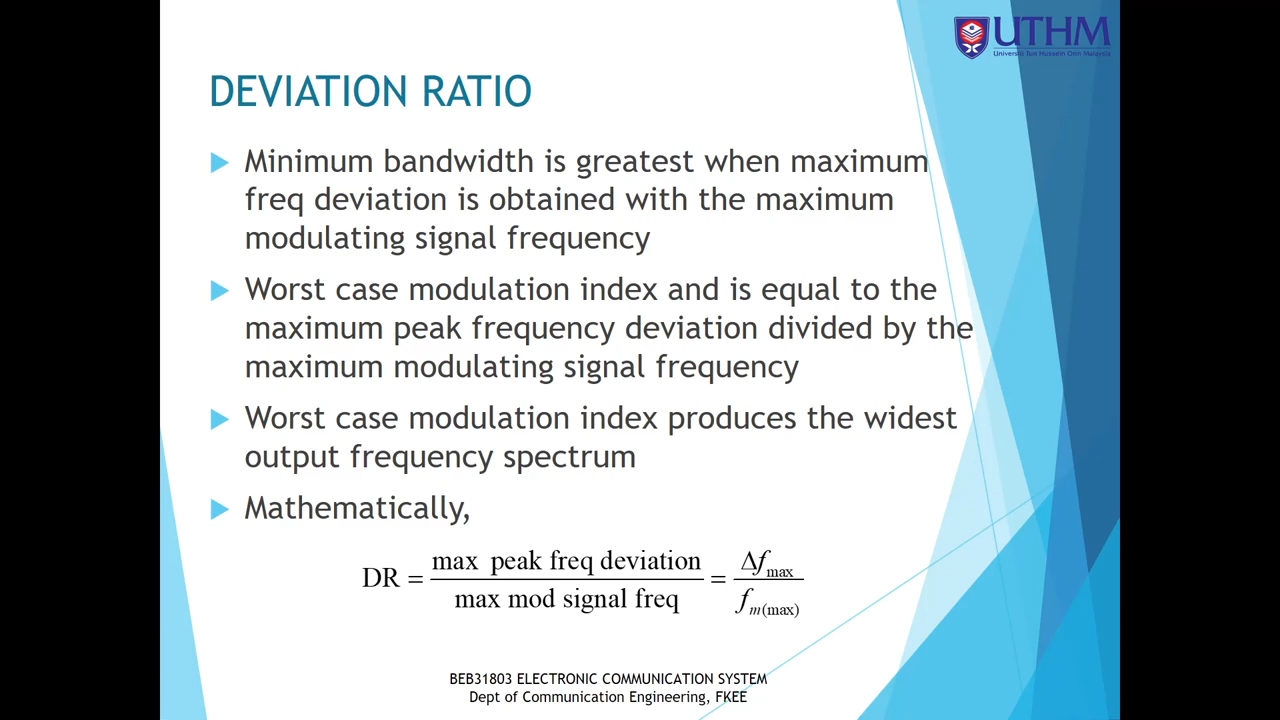 UTHM
Universiti Tun Hussein Onn Malaysia
DEVIATION RATIO
Minimum bandwidth is greatest when maximum
freq deviation is obtained with the maximum
modulating signal frequency
Worst case modulation index and is equal to the
maximum peak frequency deviation divided by the
maximum modulating signal frequency
Worst case modulation index produces the widest
output frequency spectrum
Mathematically,
DR = max peak freq deviation / max mod signal freq = Δf_max / f_m(max)
BEB31803 ELECTRONIC COMMUNICATION SYSTEM
Dept of Communication Engineering, FKEE